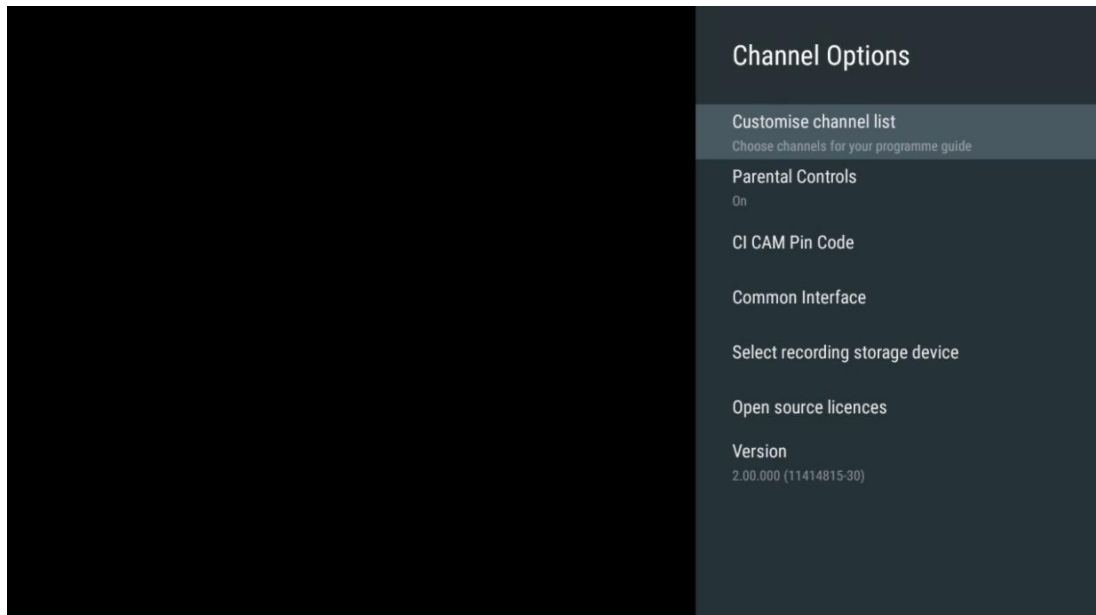 Channel Options
Customise channel list
Choose channels for your programme guide
Parental Controls
On
CI CAM Pin Code
Common Interface
Select recording storage device
Open source licences
Version
2.00.000 (11414815-30)